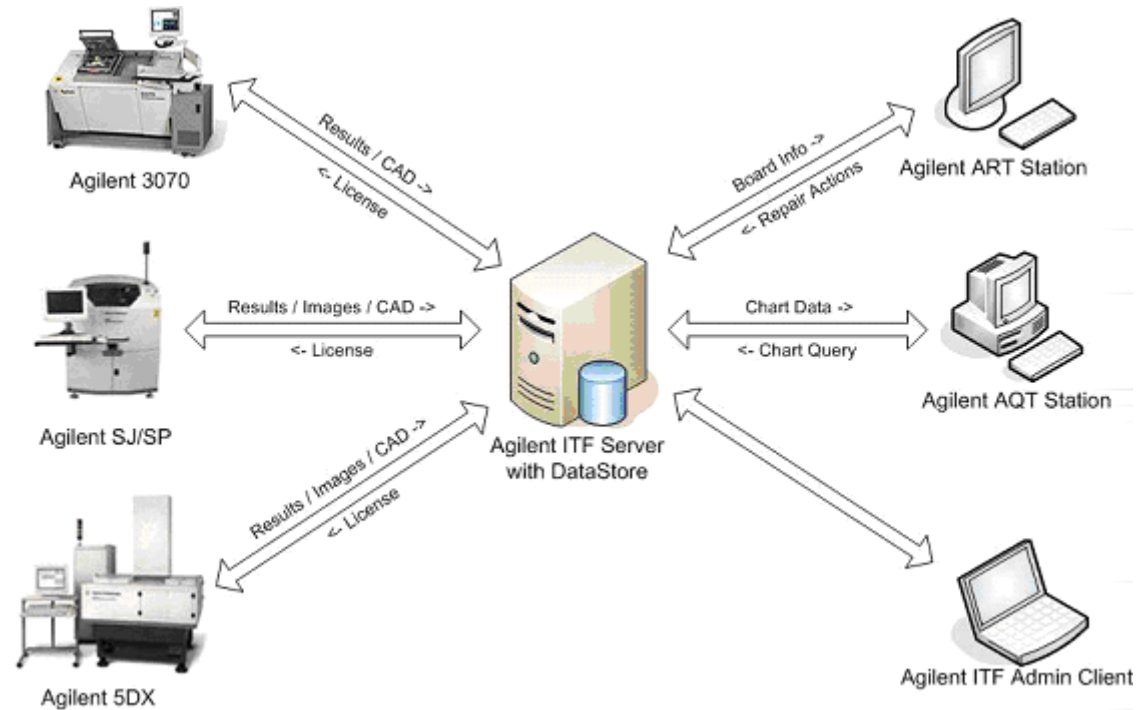 Agilent 3070
Results / CAD ->
<- License
Board Info ->
<- Repair Actions
Agilent ART Station
Agilent SJ/SP
Results / Images / CAD ->
<- License
Agilent ITF Server
with DataStore
Chart Data ->
<- Chart Query
Agilent AQT Station
Agilent 5DX
Results / Images / CAD ->
<- License
Agilent ITF Admin Client